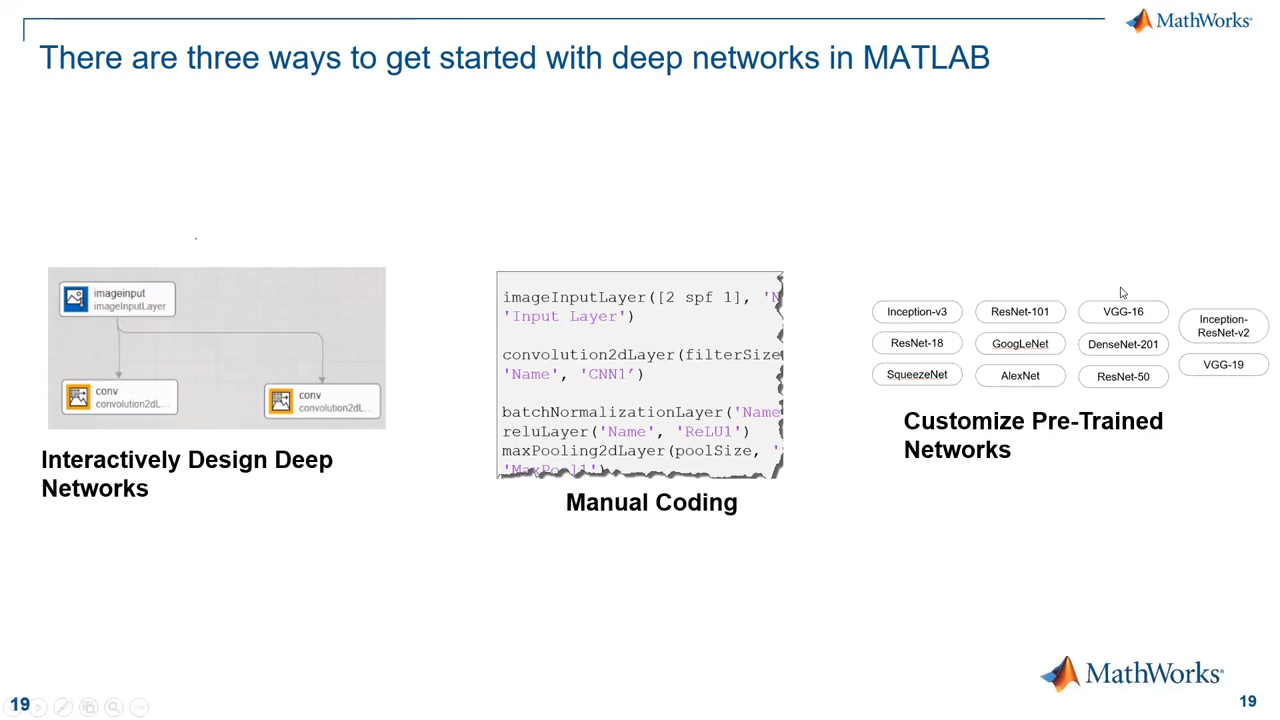 MathWorks
There are three ways to get started with deep networks in MATLAB
imageinput
imageInputLayer
conv
convolution2dL...
conv
convolution2dL...
Interactively Design Deep
Networks
imageInputLayer([2 spf 1], 'N
'Input Layer')
convolution2dLayer(filterSize
'Name', 'CNN1’)
batchNormalizationLayer('Name
reluLayer('Name', 'ReLU1')
maxPooling2dLayer(poolSize, '
'MaxPool1')
Manual Coding
Inception-v3
ResNet-101
VGG-16
Inception-
ResNet-v2
ResNet-18
GoogLeNet
DenseNet-201
VGG-19
SqueezeNet
AlexNet
ResNet-50
Customize Pre-Trained
Networks
MathWorks
19
19